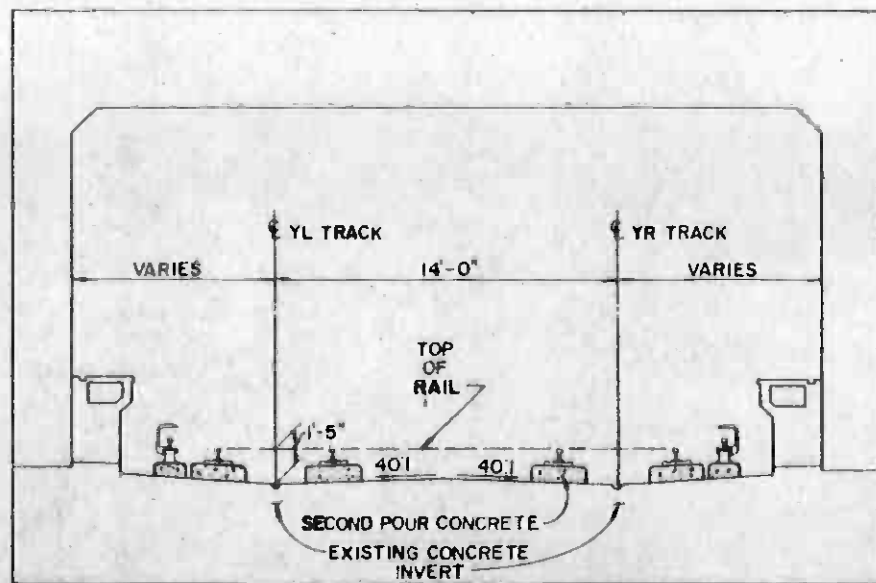 ℄ YL TRACK
℄ YR TRACK
VARIES
14'-0"
VARIES
TOP
OF
RAIL
1'-5"
40:1
40:1
SECOND POUR CONCRETE
EXISTING CONCRETE
INVERT